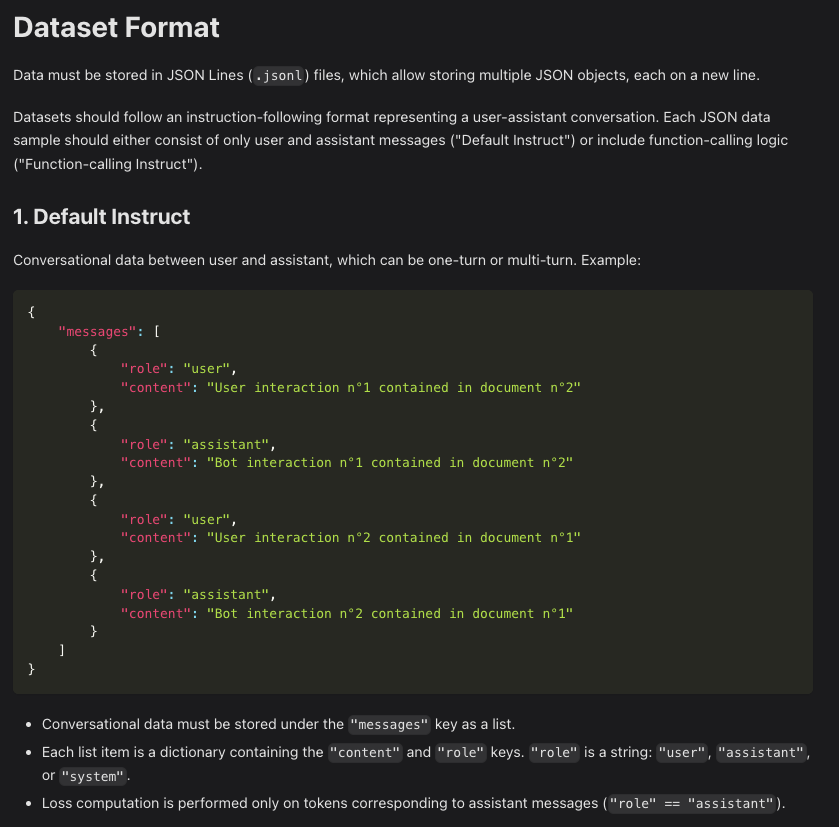 Dataset Format
Data must be stored in JSON Lines (.jsonl) files, which allow storing multiple JSON objects, each on a new line.
Datasets should follow an instruction-following format representing a user-assistant conversation. Each JSON data
sample should either consist of only user and assistant messages ("Default Instruct") or include function-calling logic
("Function-calling Instruct").
1. Default Instruct
Conversational data between user and assistant, which can be one-turn or multi-turn. Example:
{
    "messages": [
        {
            "role": "user",
            "content": "User interaction n°1 contained in document n°2"
        },
        {
            "role": "assistant",
            "content": "Bot interaction n°1 contained in document n°2"
        },
        {
            "role": "user",
            "content": "User interaction n°2 contained in document n°1"
        },
        {
            "role": "assistant",
            "content": "Bot interaction n°2 contained in document n°1"
        }
    ]
}
• Conversational data must be stored under the "messages" key as a list.
• Each list item is a dictionary containing the "content" and "role" keys. "role" is a string: "user", "assistant",
or "system".
• Loss computation is performed only on tokens corresponding to assistant messages ("role" == "assistant").